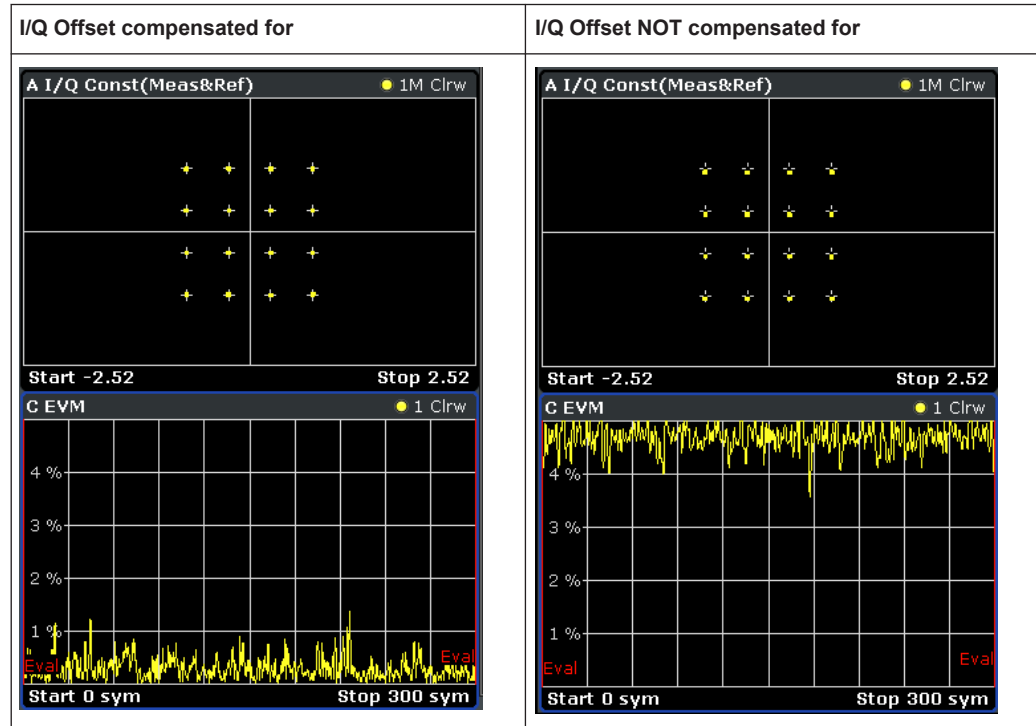 I/Q Offset compensated for
I/Q Offset NOT compensated for
A I/Q Const(Meas&Ref)
1M Clrw
Start -2.52
Stop 2.52
C EVM
1 Clrw
4 %
3 %
2 %
1 %
Eval
Eval
Start 0 sym
Stop 300 sym
A I/Q Const(Meas&Ref)
1M Clrw
Start -2.52
Stop 2.52
C EVM
1 Clrw
4 %
3 %
2 %
1 %
Eval
Eval
Start 0 sym
Stop 300 sym